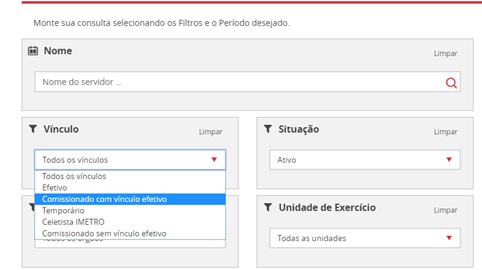 Monte sua consulta selecionando os Filtros e o Período desejado.
Nome
Limpar
Nome do servidor ...
Vínculo
Limpar
Todos os vínculos
Todos os vínculos
Efetivo
Comissionado com vínculo efetivo
Temporário
Celetista IMETRO
Comissionado sem vínculo efetivo
Situação
Limpar
Ativo
Unidade de Exercício
Limpar
Todas as unidades